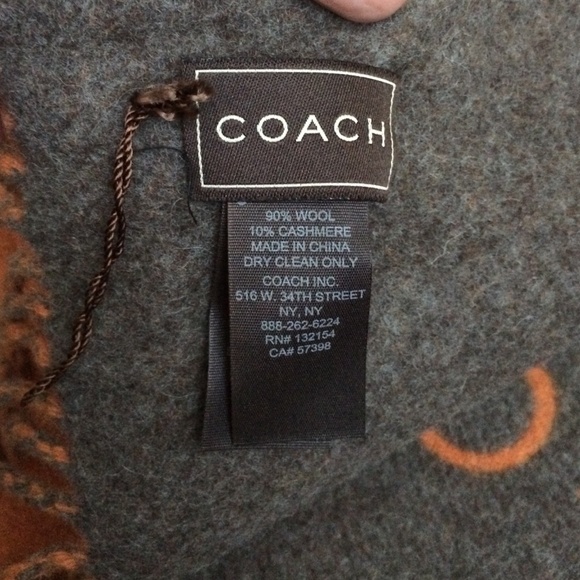 COACH
90% WOOL
10% CASHMERE
MADE IN CHINA
DRY CLEAN ONLY
COACH INC.
516 W. 34TH STREET
NY, NY
888-262-6224
RN# 132154
CA# 57398